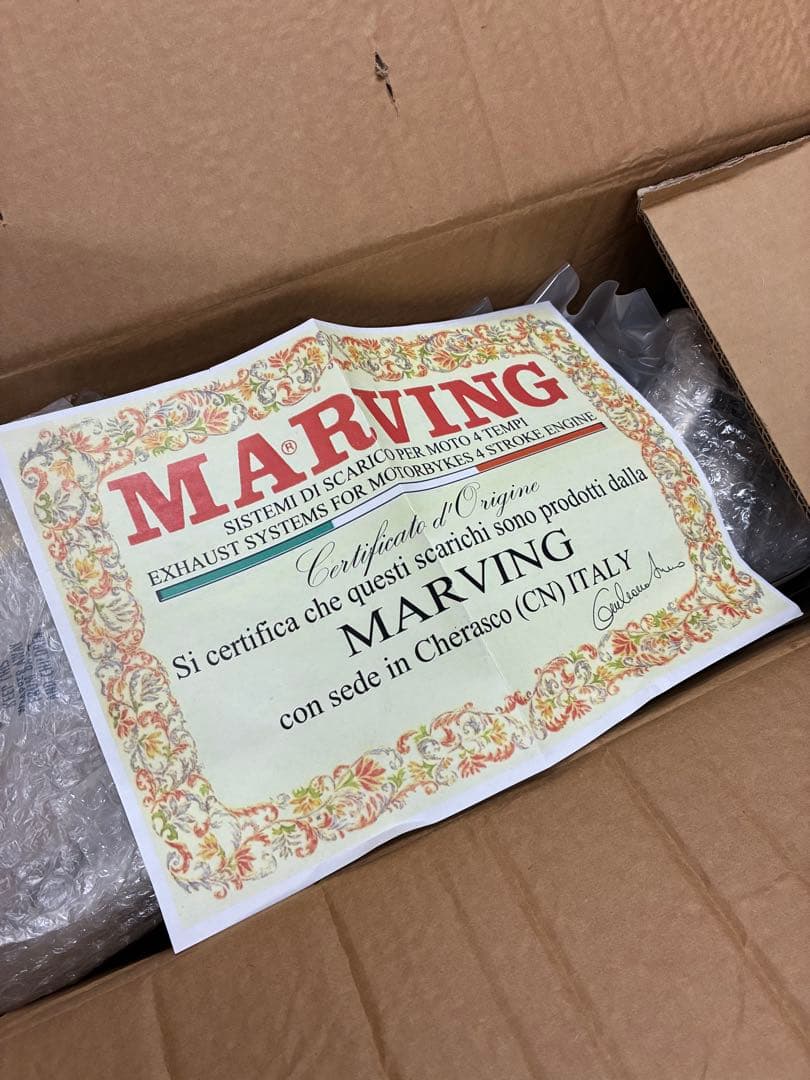 MARVING
®
SISTEMI DI SCARICO PER MOTO 4 TEMPI
EXHAUST SYSTEMS FOR MOTORBYKES 4 STROKE ENGINE
Certificato d'Origine
Si certifica che questi scarichi sono prodotti dalla
MARVING
con sede in Cherasco (CN) ITALY